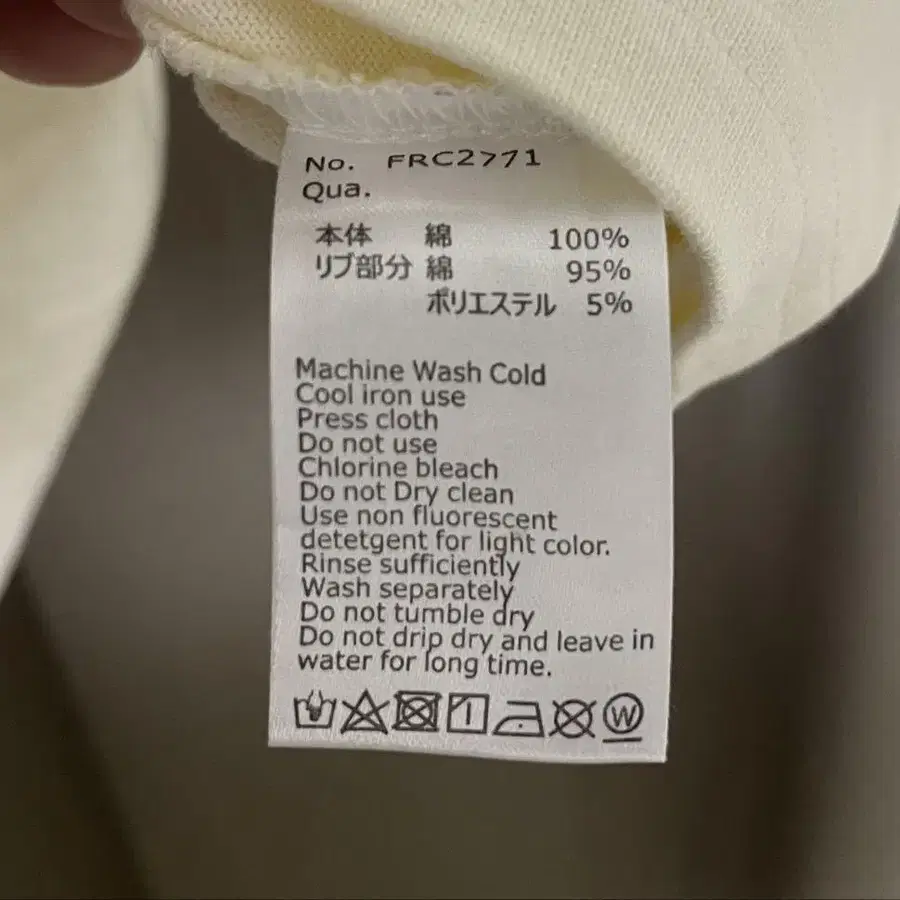 No. FRC2771
Qua.
本体 綿 100%
リブ部分 綿 95%
ポリエステル 5%
Machine Wash Cold
Cool iron use
Press cloth
Do not use
Chlorine bleach
Do not Dry clean
Use non fluorescent
detetgent for light color.
Rinse sufficiently
Wash separately
Do not tumble dry
Do not drip dry and leave in
water for long time.
W